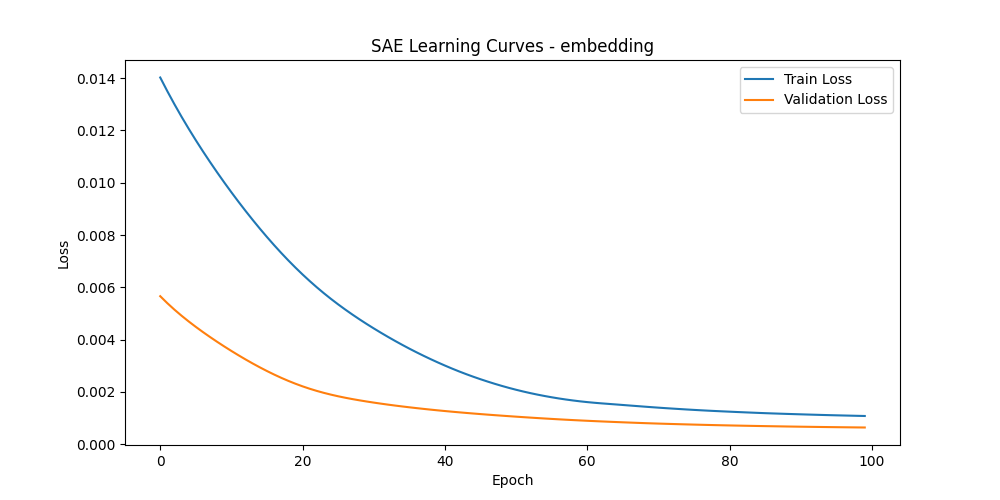 SAE Learning Curves - embedding
Train Loss
Validation Loss
0.014
0.012
0.010
0.008
0.006
0.004
0.002
0.000
Loss
0 20 40 60 80 100
Epoch